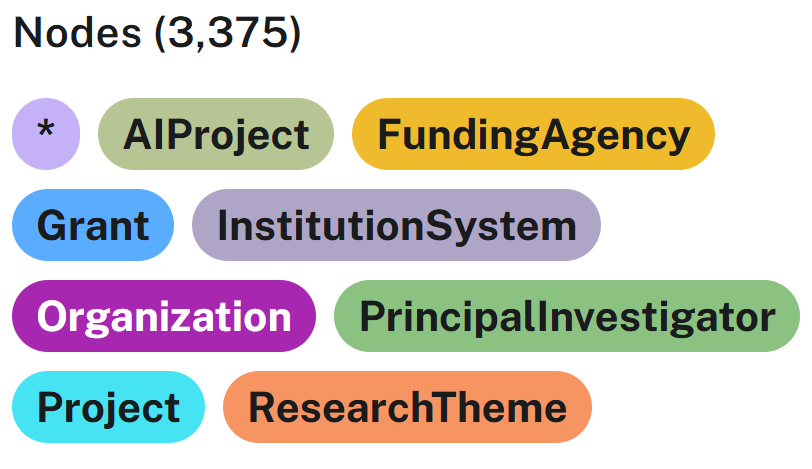 Nodes (3,375)
* AIProject FundingAgency
Grant InstitutionSystem
Organization PrincipalInvestigator
Project ResearchTheme